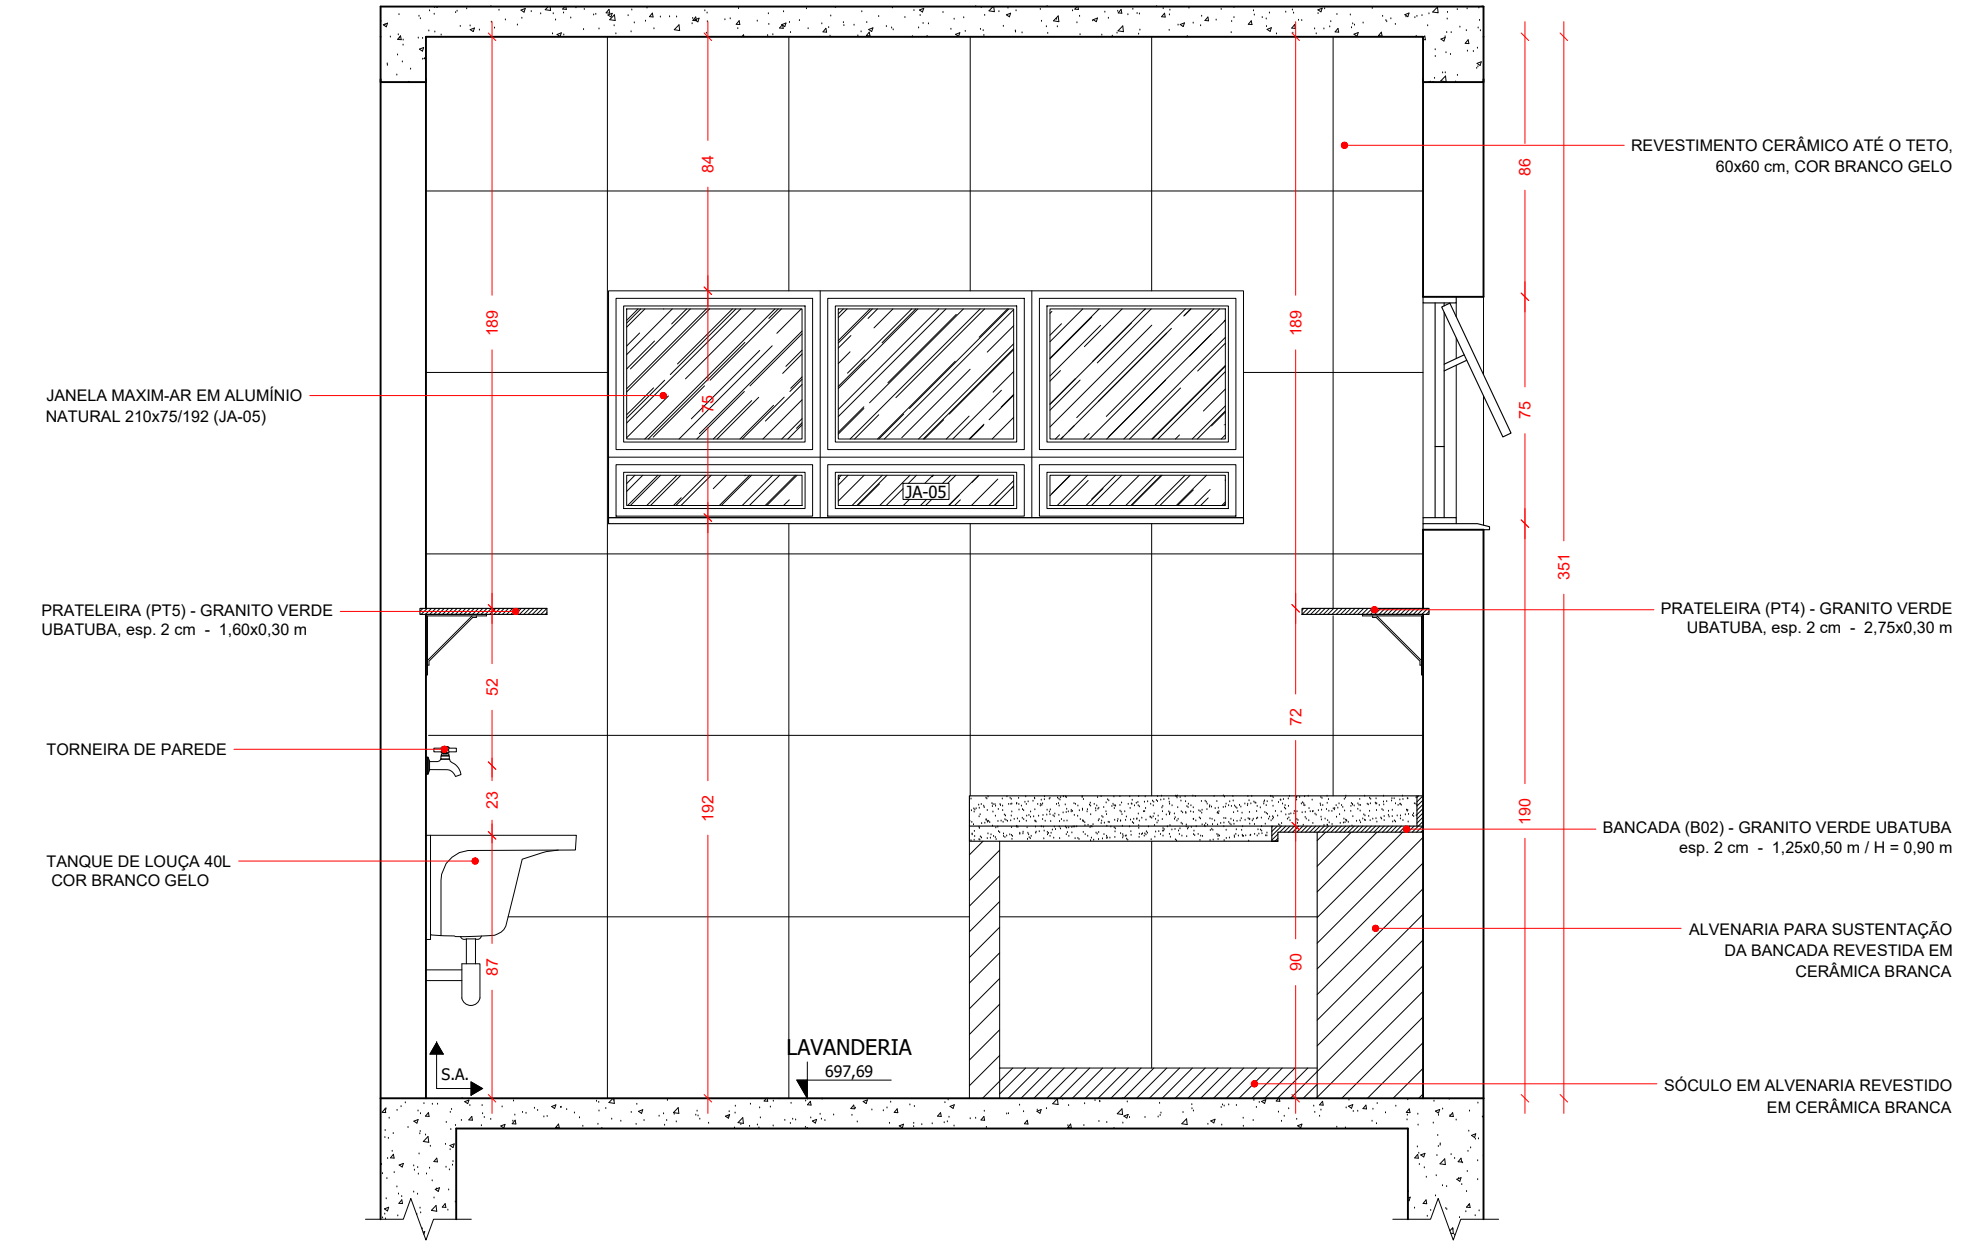 REVESTIMENTO CERÂMICO ATÉ O TETO,
60x60 cm, COR BRANCO GELO
84
86
189
189
JANELA MAXIM-AR EM ALUMÍNIO
NATURAL 210x75/192 (JA-05)
75
75
JA-05
351
PRATELEIRA (PT5) - GRANITO VERDE
UBATUBA, esp. 2 cm - 1,60x0,30 m
PRATELEIRA (PT4) - GRANITO VERDE
UBATUBA, esp. 2 cm - 2,75x0,30 m
52
72
TORNEIRA DE PAREDE
23
192
190
BANCADA (B02) - GRANITO VERDE UBATUBA
esp. 2 cm - 1,25x0,50 m / H = 0,90 m
TANQUE DE LOUÇA 40L
COR BRANCO GELO
ALVENARIA PARA SUSTENTAÇÃO
DA BANCADA REVESTIDA EM
CERÂMICA BRANCA
87
90
LAVANDERIA
697,69
S.A.
SÓCULO EM ALVENARIA REVESTIDO
EM CERÂMICA BRANCA